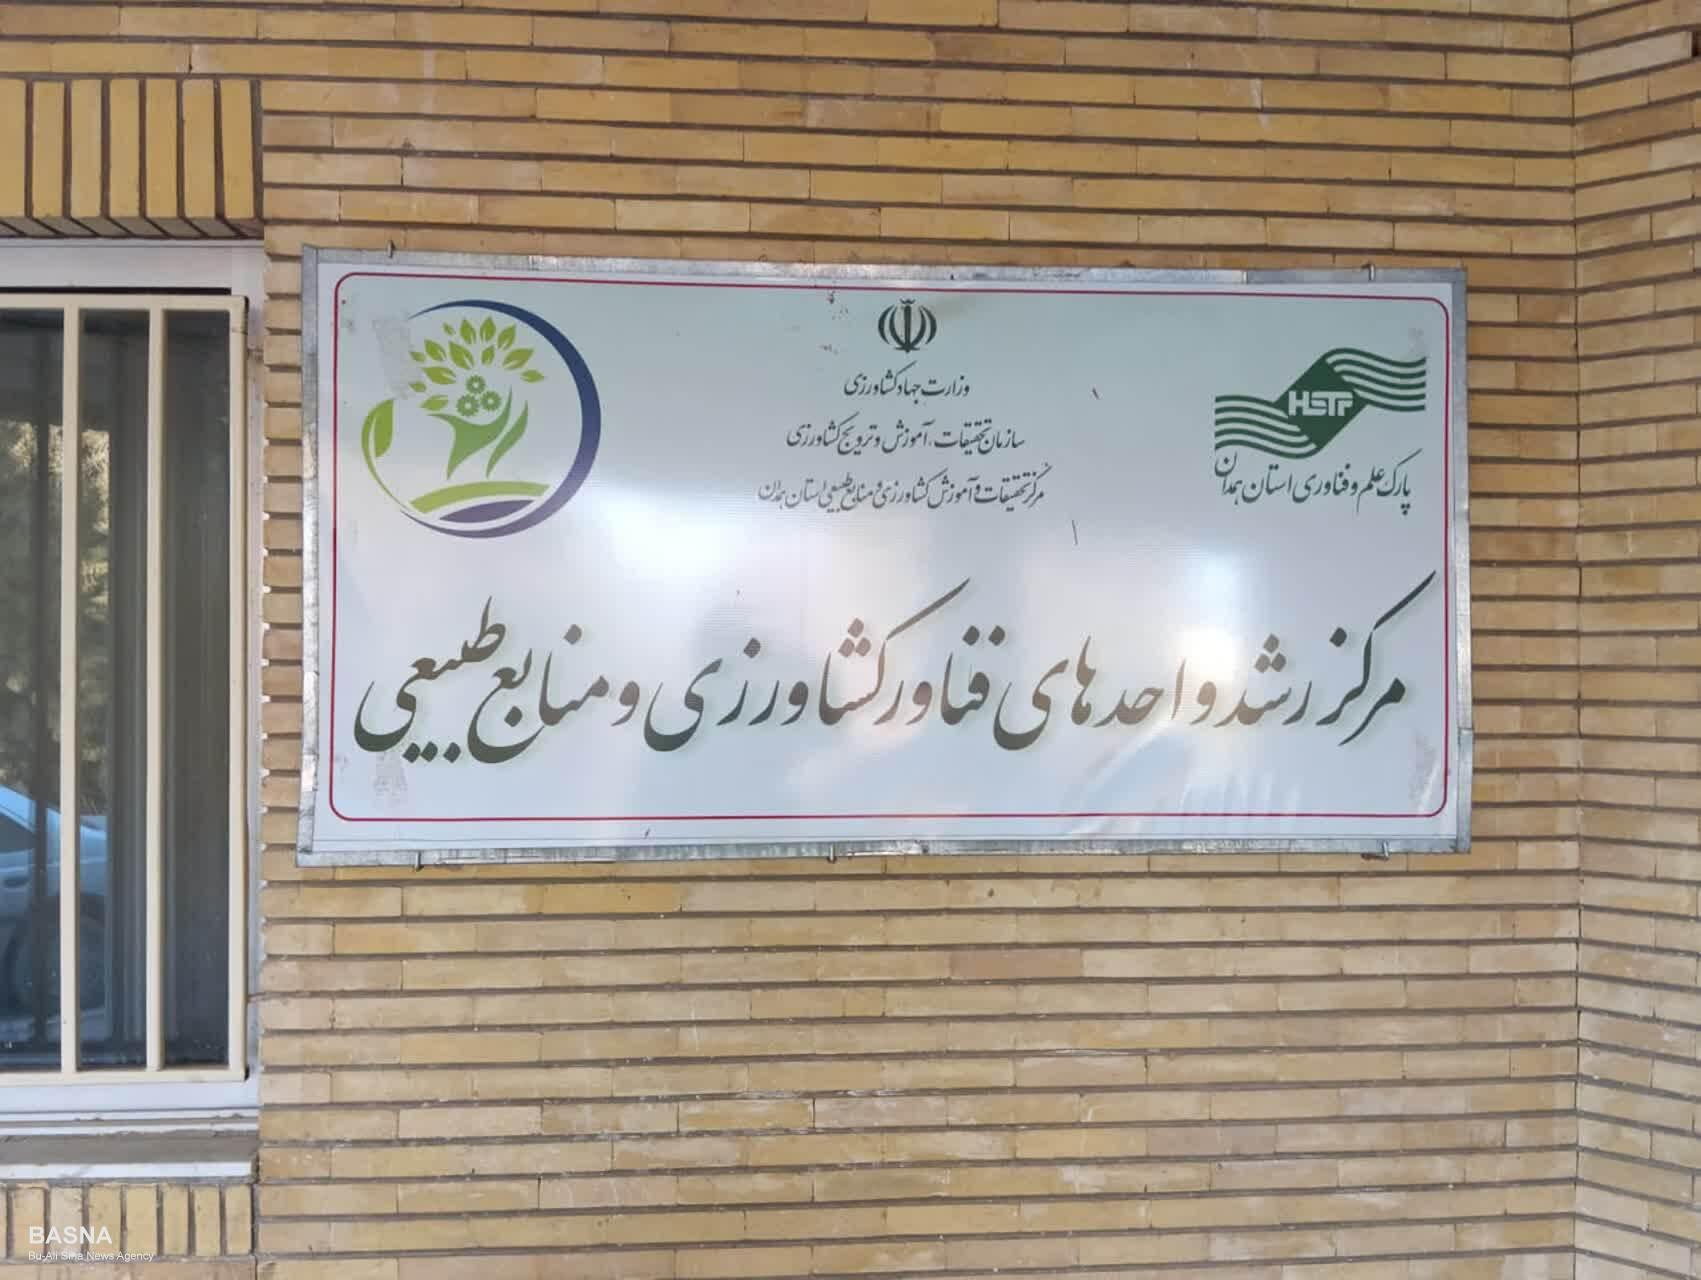 وزارت جهاد کشاورزی
سازمان تحقیقات، آموزش و ترویج کشاورزی
مرکز تحقیقات و آموزش کشاورزی و منابع طبیعی استان همدان
HSTP
پارک علم و فناوری استان همدان
مرکز رشد واحدهای فناور کشاورزی و منابع طبیعی
BASNA
Bu-Ali Sina News Agency